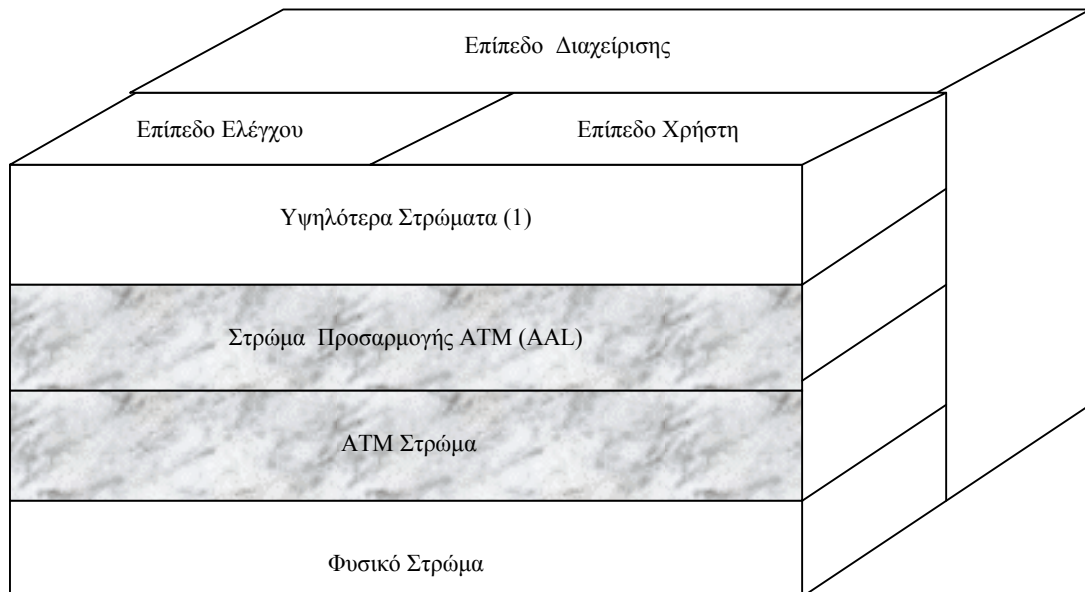 Επίπεδο Διαχείρισης
Επίπεδο Ελέγχου
Επίπεδο Χρήστη
Υψηλότερα Στρώματα (1)
Στρώμα Προσαρμογής ATM (AAL)
ATM Στρώμα
Φυσικό Στρώμα